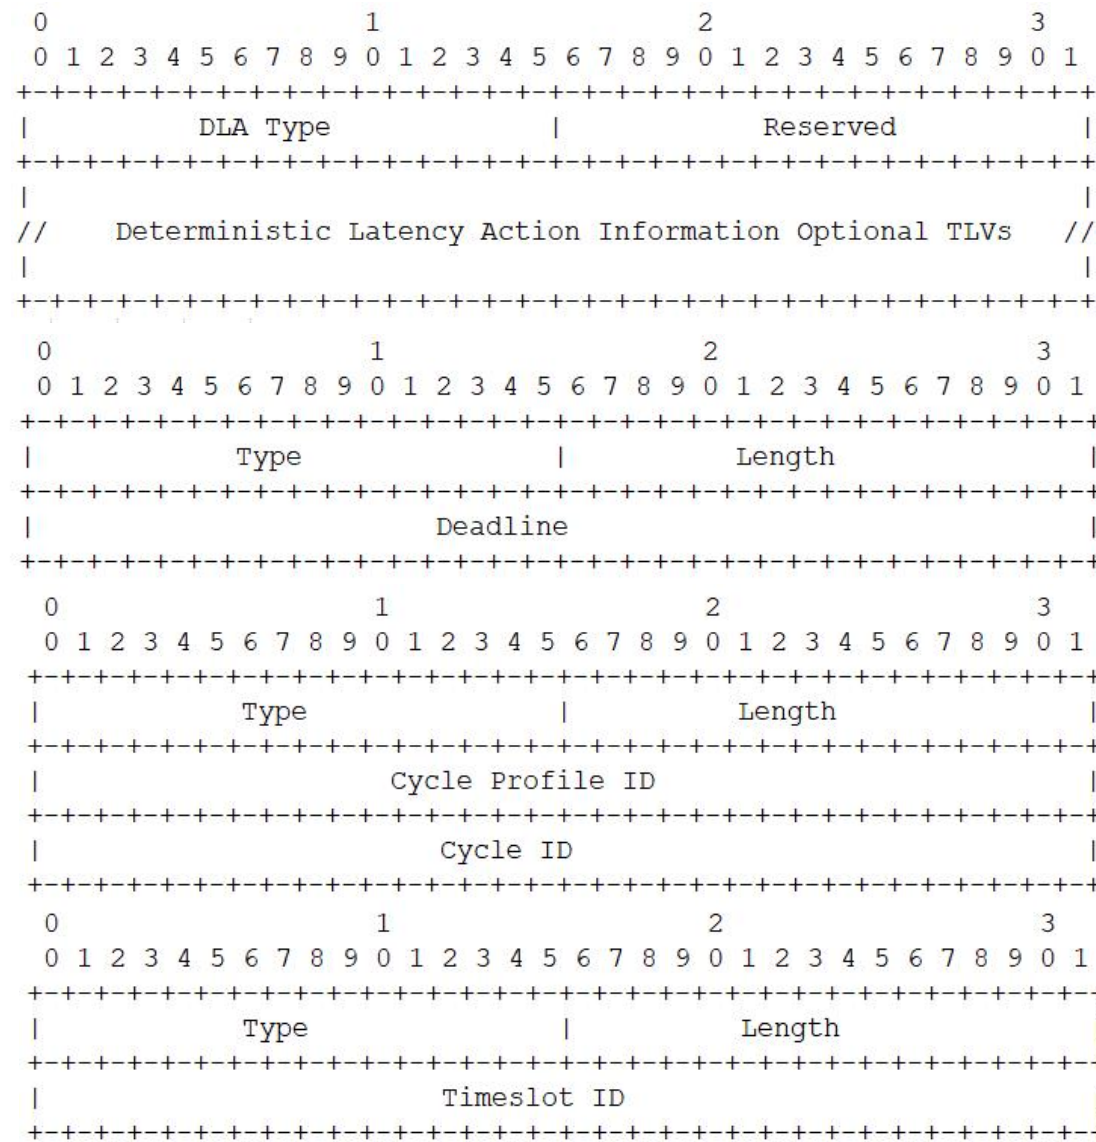 0                   1                   2                   3
 0 1 2 3 4 5 6 7 8 9 0 1 2 3 4 5 6 7 8 9 0 1 2 3 4 5 6 7 8 9 0 1
+-+-+-+-+-+-+-+-+-+-+-+-+-+-+-+-+-+-+-+-+-+-+-+-+-+-+-+-+-+-+-+-+
|          DLA Type             |            Reserved           |
+-+-+-+-+-+-+-+-+-+-+-+-+-+-+-+-+-+-+-+-+-+-+-+-+-+-+-+-+-+-+-+-+
|                                                               |
//    Deterministic Latency Action Information Optional TLVs   //
|                                                               |
+-+-+-+-+-+-+-+-+-+-+-+-+-+-+-+-+-+-+-+-+-+-+-+-+-+-+-+-+-+-+-+-+
 0                   1                   2                   3
 0 1 2 3 4 5 6 7 8 9 0 1 2 3 4 5 6 7 8 9 0 1 2 3 4 5 6 7 8 9 0 1
+-+-+-+-+-+-+-+-+-+-+-+-+-+-+-+-+-+-+-+-+-+-+-+-+-+-+-+-+-+-+-+-+
|            Type               |          Length               |
+-+-+-+-+-+-+-+-+-+-+-+-+-+-+-+-+-+-+-+-+-+-+-+-+-+-+-+-+-+-+-+-+
|                        Deadline                               |
+-+-+-+-+-+-+-+-+-+-+-+-+-+-+-+-+-+-+-+-+-+-+-+-+-+-+-+-+-+-+-+-+
 0                   1                   2                   3
 0 1 2 3 4 5 6 7 8 9 0 1 2 3 4 5 6 7 8 9 0 1 2 3 4 5 6 7 8 9 0 1
+-+-+-+-+-+-+-+-+-+-+-+-+-+-+-+-+-+-+-+-+-+-+-+-+-+-+-+-+-+-+-+-+
|            Type               |          Length               |
+-+-+-+-+-+-+-+-+-+-+-+-+-+-+-+-+-+-+-+-+-+-+-+-+-+-+-+-+-+-+-+-+
|                     Cycle Profile ID                          |
+-+-+-+-+-+-+-+-+-+-+-+-+-+-+-+-+-+-+-+-+-+-+-+-+-+-+-+-+-+-+-+-+
|                        Cycle ID                               |
+-+-+-+-+-+-+-+-+-+-+-+-+-+-+-+-+-+-+-+-+-+-+-+-+-+-+-+-+-+-+-+-+
 0                   1                   2                   3
 0 1 2 3 4 5 6 7 8 9 0 1 2 3 4 5 6 7 8 9 0 1 2 3 4 5 6 7 8 9 0 1
+-+-+-+-+-+-+-+-+-+-+-+-+-+-+-+-+-+-+-+-+-+-+-+-+-+-+-+-+-+-+-+-
|            Type               |          Length               |
+-+-+-+-+-+-+-+-+-+-+-+-+-+-+-+-+-+-+-+-+-+-+-+-+-+-+-+-+-+-+-+-
|                        Timeslot ID                            |
+-+-+-+-+-+-+-+-+-+-+-+-+-+-+-+-+-+-+-+-+-+-+-+-+-+-+-+-+-+-+-+-